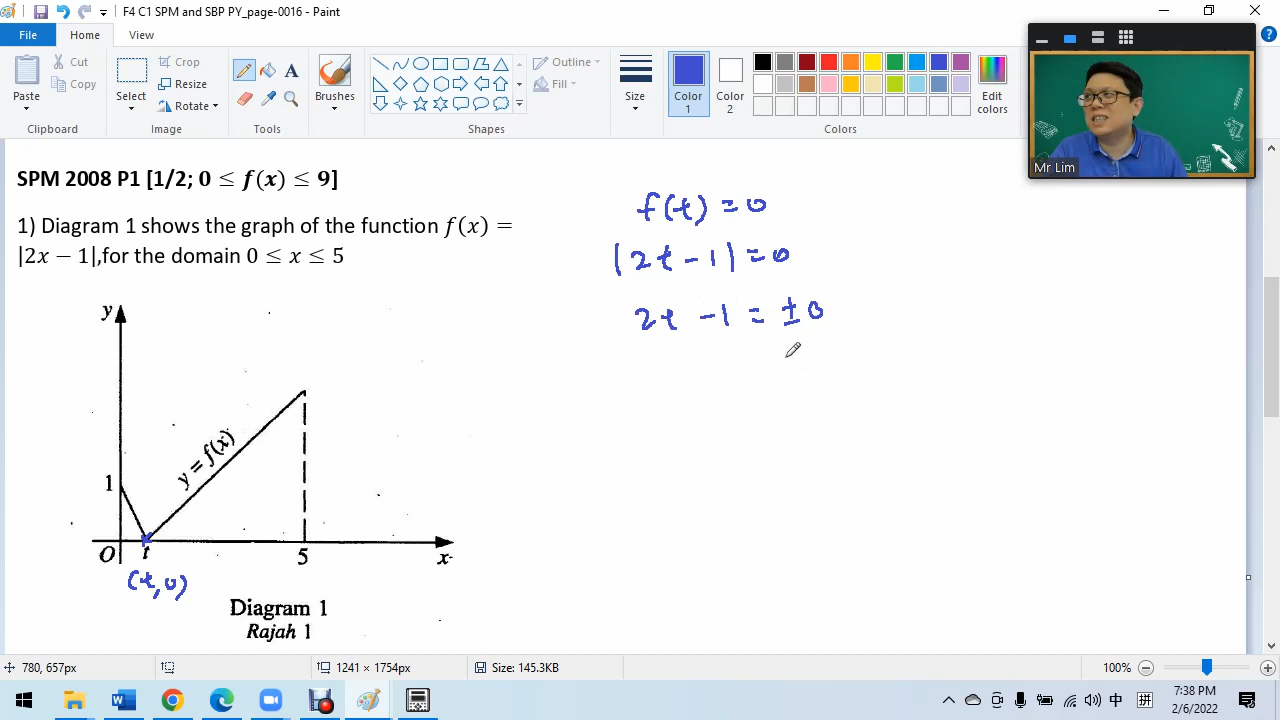 F4 C1 SPM and SBP PY_page-0016 - Paint
File Home View
Cut
Copy
Paste
Clipboard
Select
Crop
Resize
Rotate
Image
A
Tools
Brushes
Outline
Fill
Shapes
Size
Color 1
Color 2
Edit colors
Colors
Mr Lim
SPM 2008 P1 [1/2; 0 ≤ f(x) ≤ 9]
1) Diagram 1 shows the graph of the function f(x) =
|2x − 1|,for the domain 0 ≤ x ≤ 5
f(t) = 0
|2t - 1| = 0
2t - 1 = ± 0
y
y = f(x)
1
O t 5 x
(t, 0)
Diagram 1
Rajah 1
780, 657px 1241 × 1754px Size: 145.3KB 100%
中 拼 7:38 PM
2/6/2022